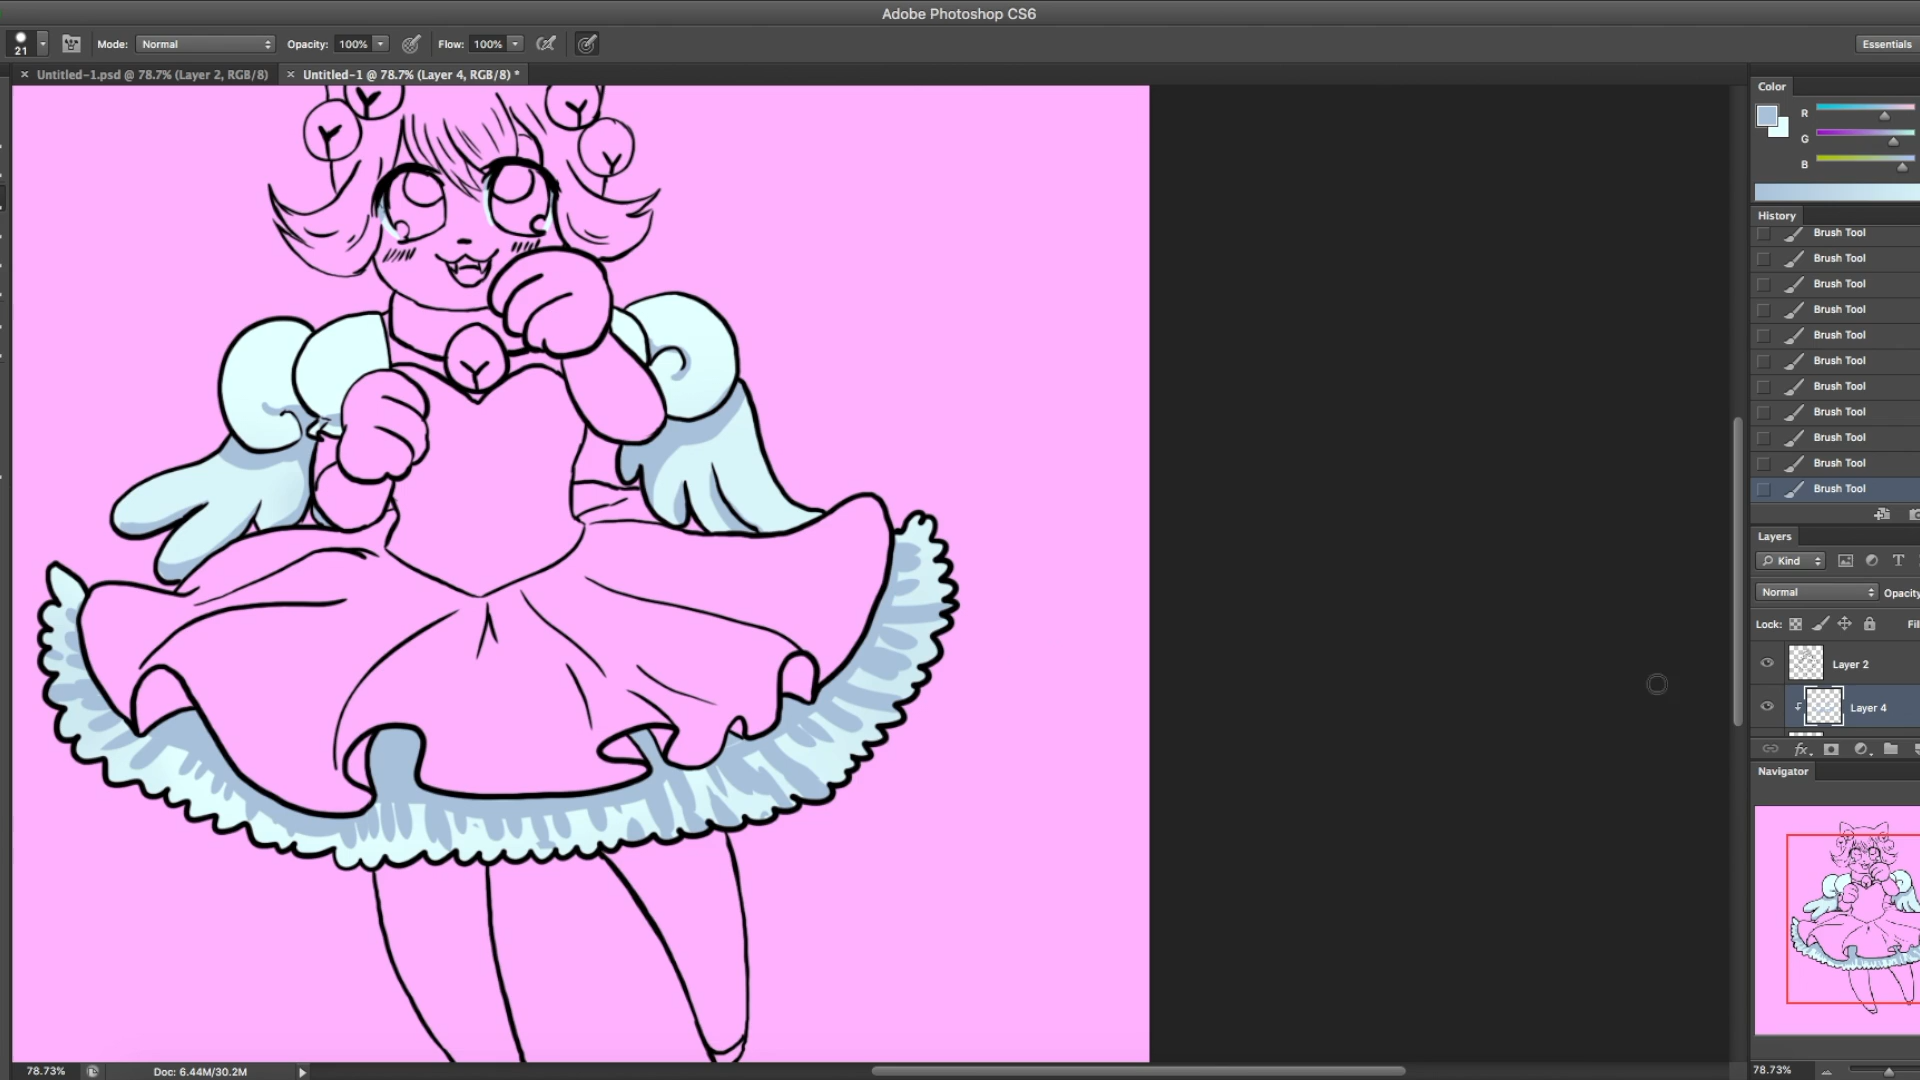 Adobe Photoshop CS6
21 Mode: Normal Opacity: 100% Flow: 100% Essentials
× Untitled-1.psd @ 78.7% (Layer 2, RGB/8) × Untitled-1 @ 78.7% (Layer 4, RGB/8) *
Color
R
G
B
History
Brush Tool
Brush Tool
Brush Tool
Brush Tool
Brush Tool
Brush Tool
Brush Tool
Brush Tool
Brush Tool
Brush Tool
Brush Tool
Layers
Kind T
Normal Opacity
Lock: Fil
Layer 2
Layer 4
fx
Navigator
78.73% Doc: 6.44M/30.2M 78.73%